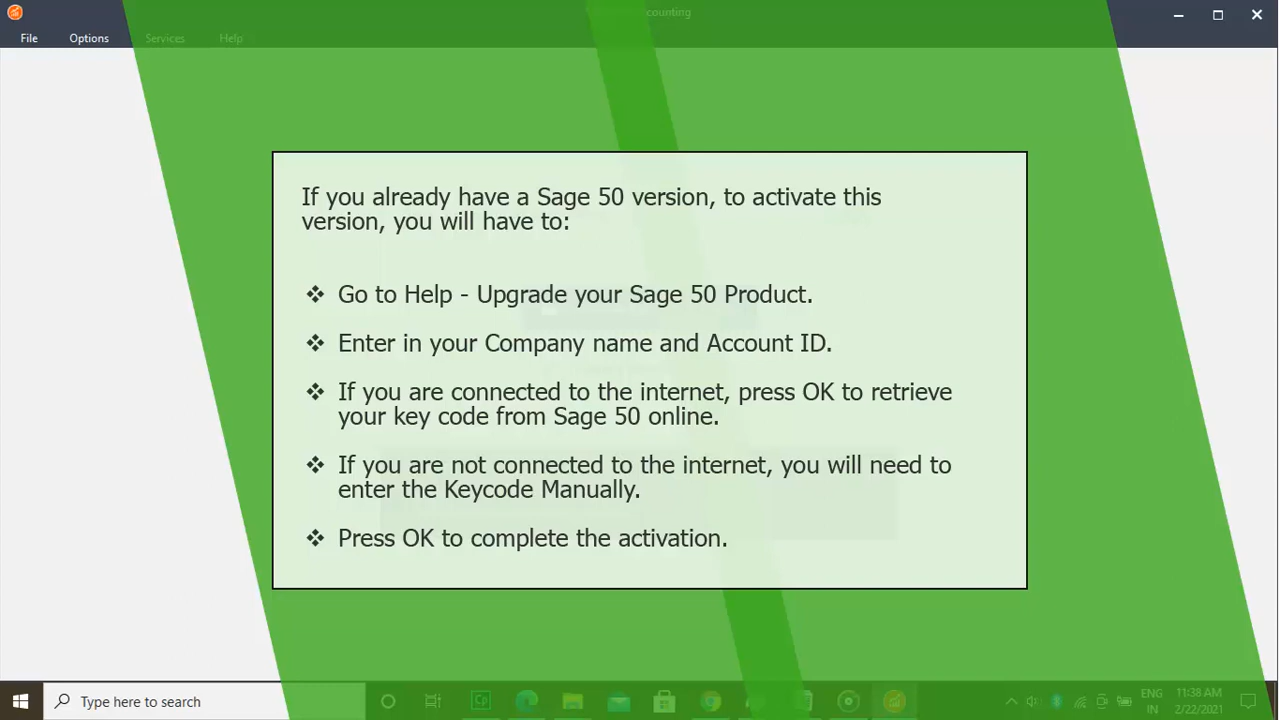 counting
File Options Services Help
If you already have a Sage 50 version, to activate this
version, you will have to:
❖ Go to Help - Upgrade your Sage 50 Product.
❖ Enter in your Company name and Account ID.
❖ If you are connected to the internet, press OK to retrieve
your key code from Sage 50 online.
❖ If you are not connected to the internet, you will need to
enter the Keycode Manually.
❖ Press OK to complete the activation.
Type here to search
Cp
ENG
IN
11:38 AM
2/22/2021